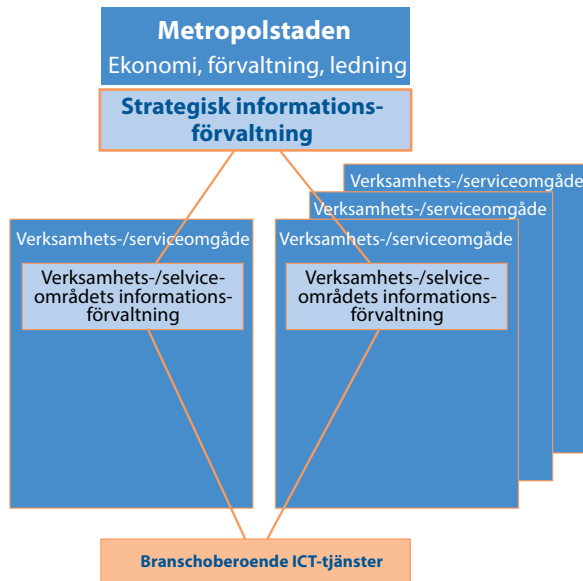 Metropolstaden
Ekonomi, förvaltning, ledning
Strategisk informations-
förvaltning
Verksamhets-/serviceomgåde
Verksamhets-/serviceomgåde
Verksamhets-/serviceomgåde
Verksamhets-/serviceomgåde
Verksamhets-/selvice-
områdets informations-
förvaltning
Verksamhets-/selvice-
områdets informations-
förvaltning
Branschoberoende ICT-tjänster